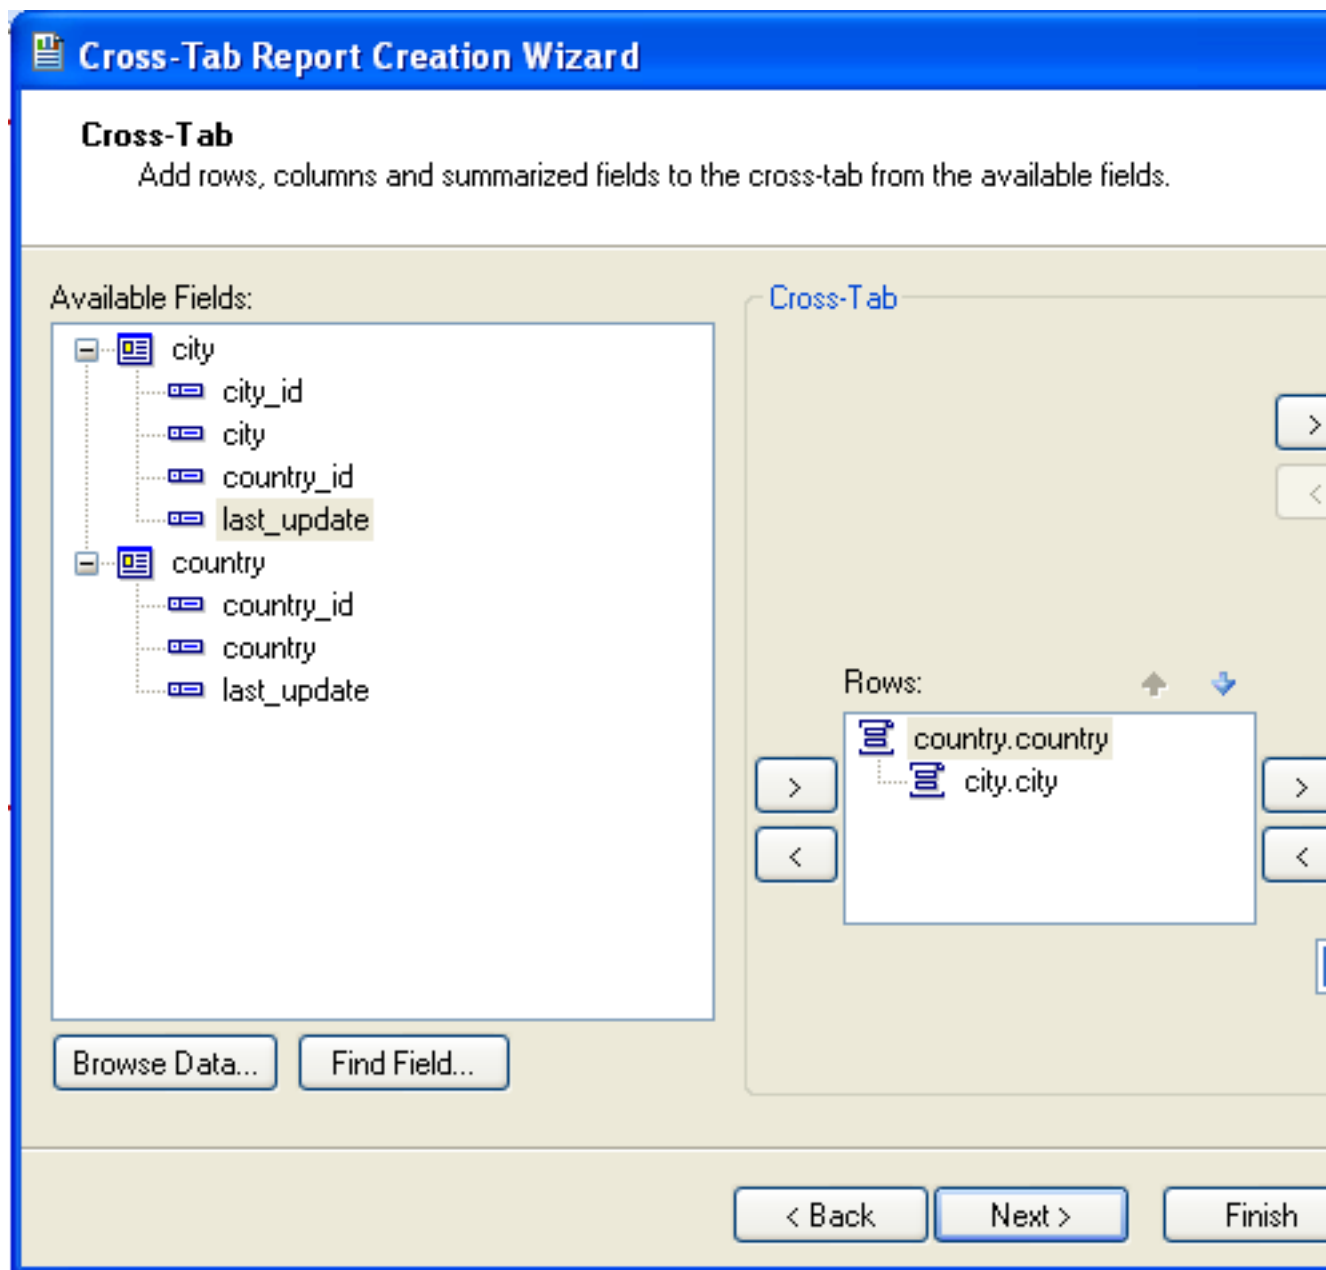 Cross-Tab Report Creation Wizard
Cross-Tab
Add rows, columns and summarized fields to the cross-tab from the available fields.
Available Fields:
city
city_id
city
country_id
last_update
country
country_id
country
last_update
Browse Data...
Find Field...
Cross-Tab
>
<
Rows:
country.country
city.city
>
<
>
<
< Back
Next >
Finish